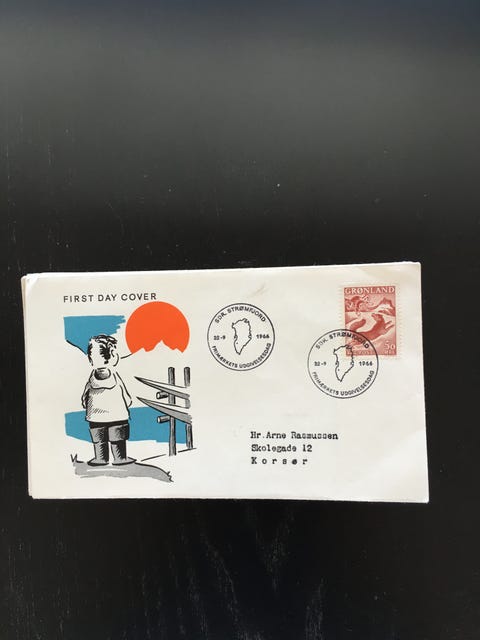 FIRST DAY COVER
SDR. STRØMFJORD
22-9 1966
FRIMÆRKETS UDGIVELSESDAG
GRØNLAND
50
SDR. STRØMFJORD
22-9 1966
FRIMÆRKETS UDGIVELSESDAG
Hr. Arne Rasmussen
Skolegade 12
Korsør